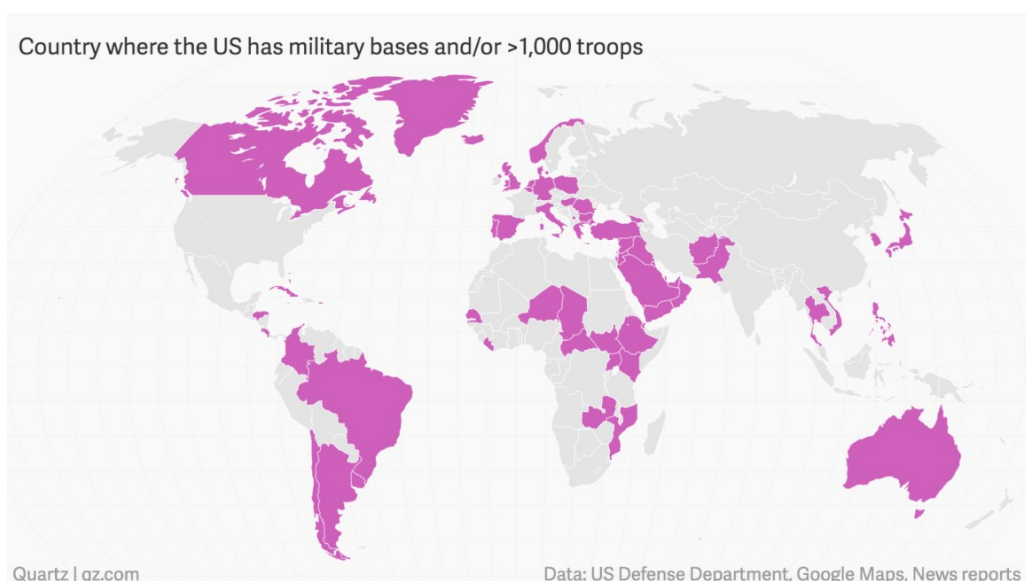 Country where the US has military bases and/or >1,000 troops
Quartz | qz.com
Data: US Defense Department, Google Maps, News reports